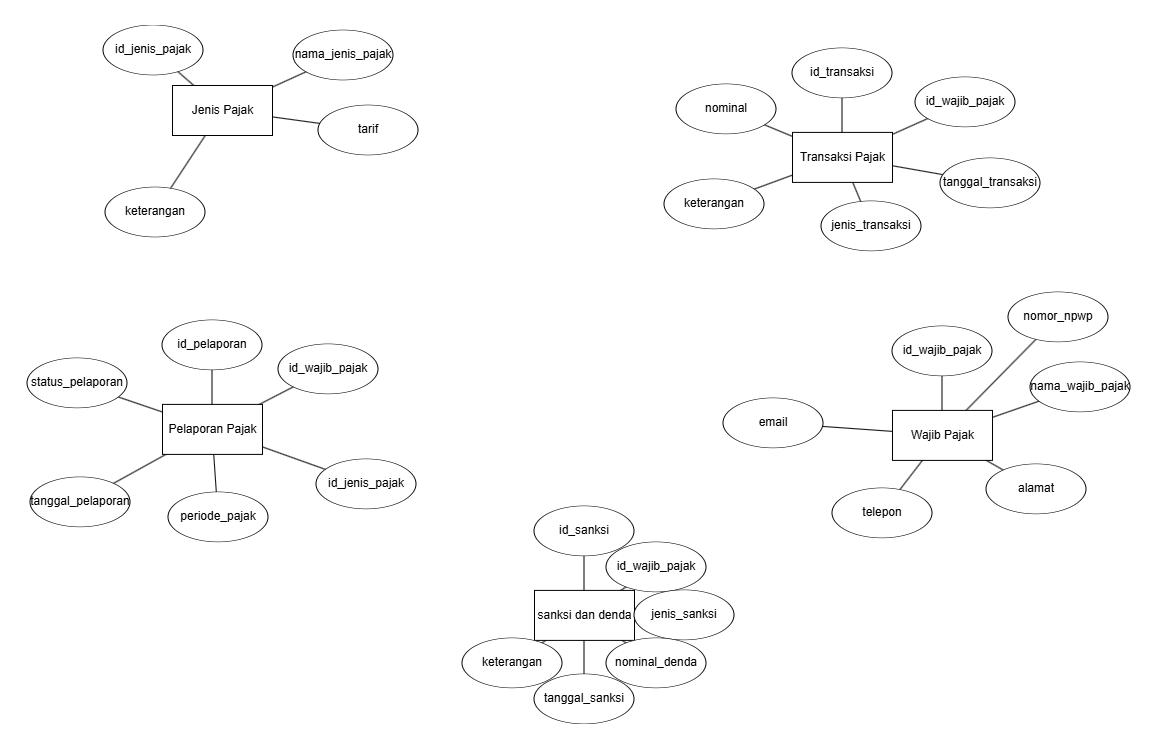 id_jenis_pajak
nama_jenis_pajak
Jenis Pajak
tarif
keterangan
id_transaksi
nominal
id_wajib_pajak
Transaksi Pajak
tanggal_transaksi
keterangan
jenis_transaksi
id_pelaporan
id_wajib_pajak
status_pelaporan
Pelaporan Pajak
id_jenis_pajak
tanggal_pelaporan
periode_pajak
nomor_npwp
id_wajib_pajak
nama_wajib_pajak
email
Wajib Pajak
alamat
telepon
id_sanksi
id_wajib_pajak
sanksi dan denda
jenis_sanksi
keterangan
nominal_denda
tanggal_sanksi